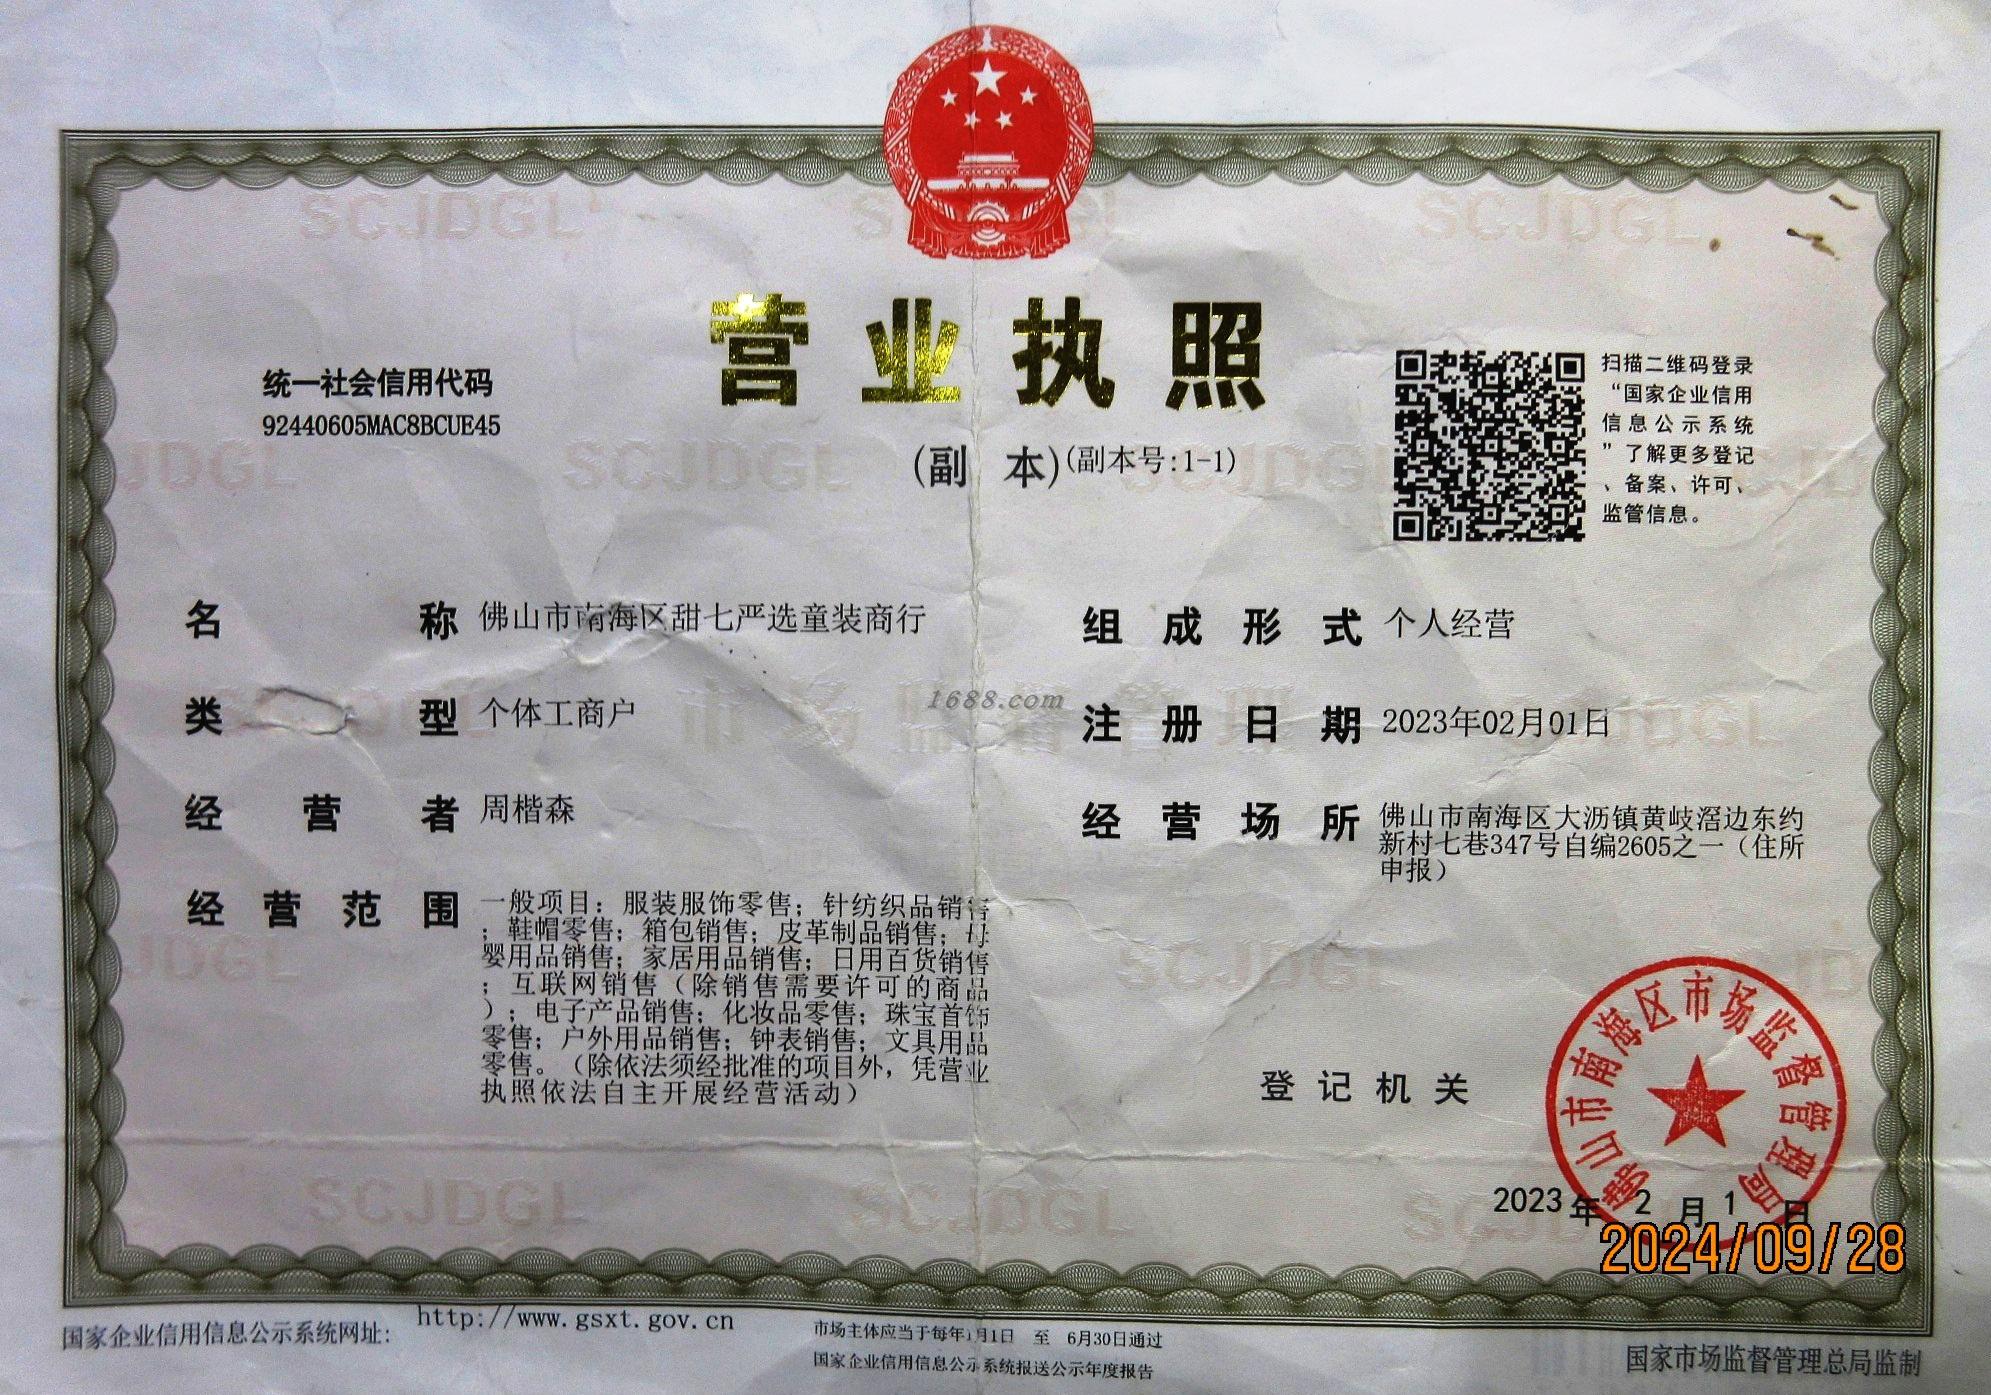 营业执照
(副 本)(副本号:1-1)
统一社会信用代码
92440605MAC8BCUE45
扫描二维码登录
“国家企业信用
信息公示系统
”了解更多登记
、备案、许可、
监管信息。
名 称 佛山市南海区甜七严选童装商行
类 型 个体工商户
经 营 者 周楷森
经 营 范 围 一般项目：服装服饰零售；针纺织品销售
；鞋帽零售；箱包销售；皮革制品销售；母
婴用品销售；家居用品销售；日用百货销售
；互联网销售（除销售需要许可的商品
）；电子产品销售；化妆品零售；珠宝首饰
零售；户外用品销售；钟表销售；文具用品
零售。（除依法须经批准的项目外，凭营业
执照依法自主开展经营活动）
组 成 形 式 个人经营
注 册 日 期 2023年02月01日
经 营 场 所 佛山市南海区大沥镇黄岐滘边东约
新村七巷347号自编2605之一（住所
申报）
1688.com
登 记 机 关
佛山市南海区市场监督管理局
2023 年 2 月 1 日
2024/09/28
国家企业信用信息公示系统网址: http://www.gsxt.gov.cn
市场主体应当于每年1月1日 至 6月30日通过
国家企业信用信息公示系统报送公示年度报告
国家市场监督管理总局监制
SCJDGL
SCJDGL
SCJDGL
SCJDGL
SCJDGL
SCJDGL
SCJDGL